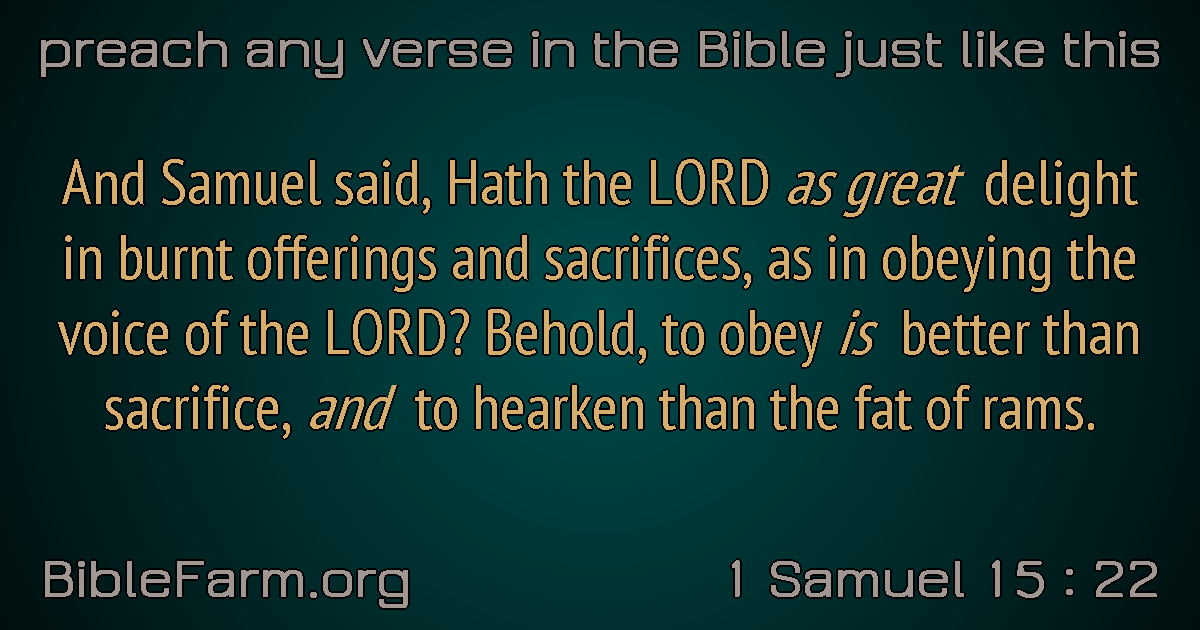 preach any verse in the Bible just like this
And Samuel said, Hath the LORD as great delight
in burnt offerings and sacrifices, as in obeying the
voice of the LORD? Behold, to obey is better than
sacrifice, and to hearken than the fat of rams.
BibleFarm.org
1 Samuel 15 : 22